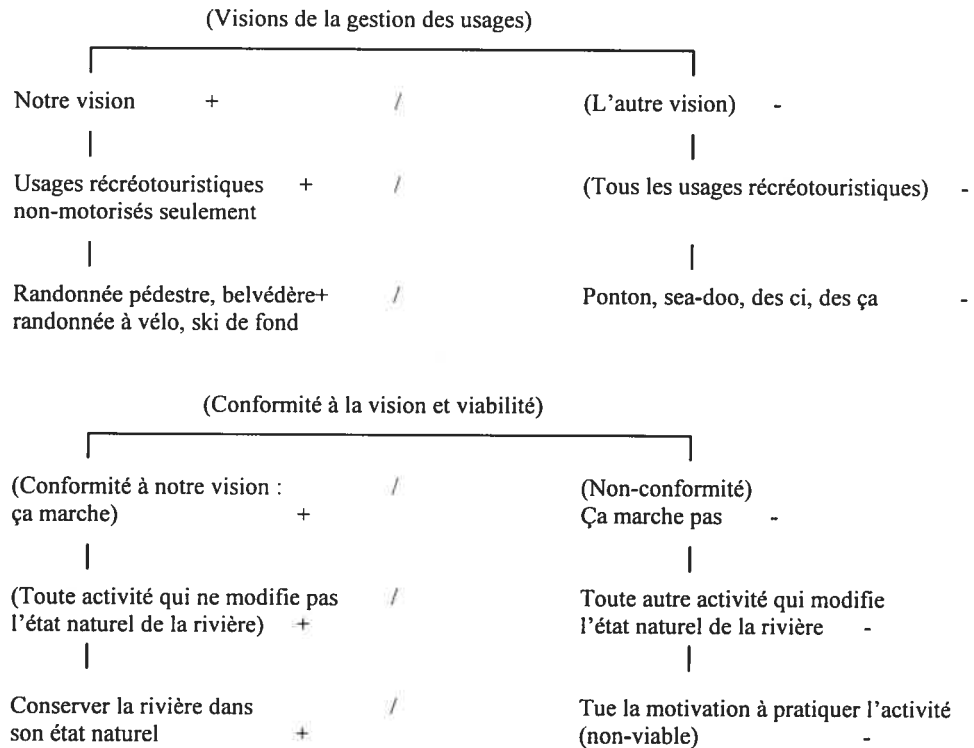 (Visions de la gestion des usages)
Notre vision + / (L'autre vision) -
Usages récréotouristiques + / (Tous les usages récréotouristiques) -
non-motorisés seulement
Randonnée pédestre, belvédère+ / Ponton, sea-doo, des ci, des ça -
randonnée à vélo, ski de fond
(Conformité à la vision et viabilité)
(Conformité à notre vision : / (Non-conformité)
ça marche) + Ça marche pas -
(Toute activité qui ne modifie pas / Toute autre activité qui modifie
l'état naturel de la rivière) + l'état naturel de la rivière -
Conserver la rivière dans / Tue la motivation à pratiquer l'activité
son état naturel + (non-viable) -